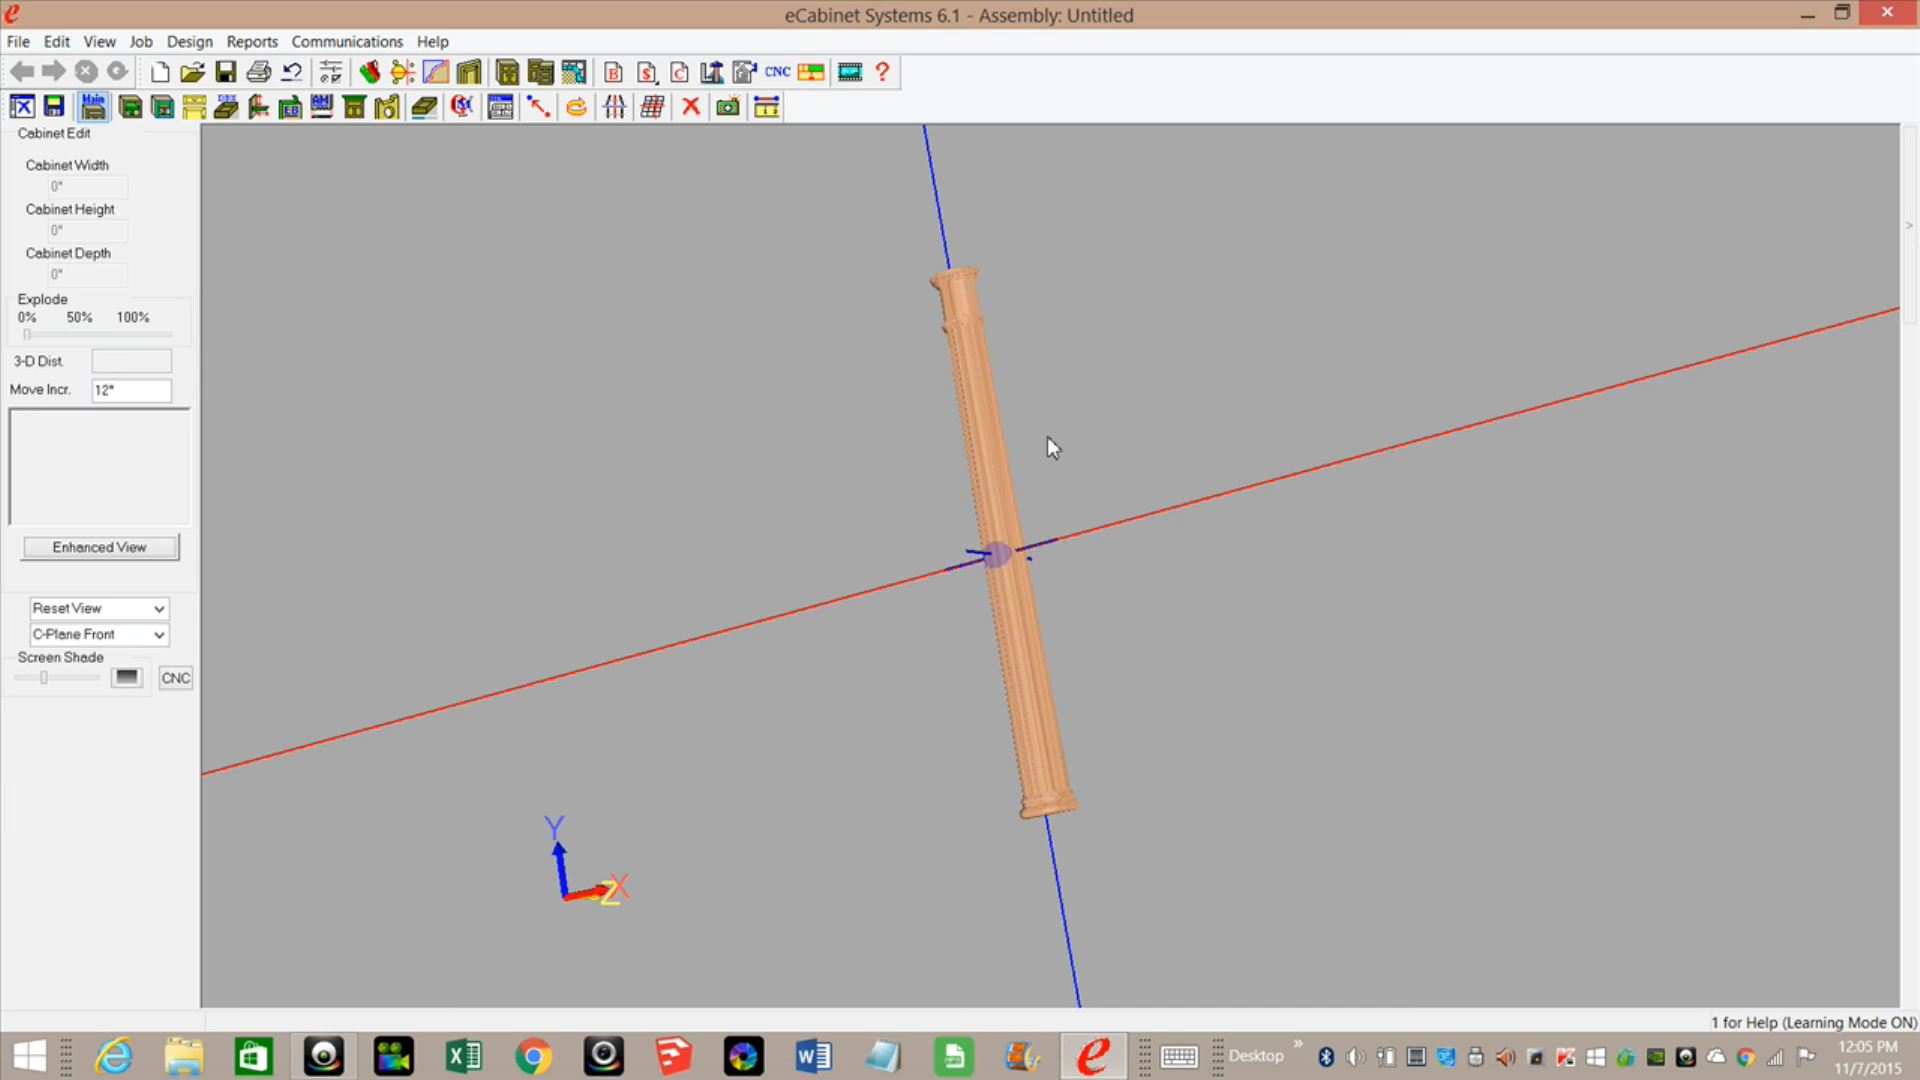 eCabinet Systems 6.1 - Assembly: Untitled
File Edit View Job Design Reports Communications Help
B $ C CNC ?
Main EB AM
Cabinet Edit
Cabinet Width
0"
Cabinet Height
0"
Cabinet Depth
0"
Explode
0% 50% 100%
3-D Dist.
Move Incr. 12"
Enhanced View
Reset View
C-Plane Front
Screen Shade
CNC
Y
Z X
>
1 for Help (Learning Mode ON)
Desktop
12:05 PM
11/7/2015